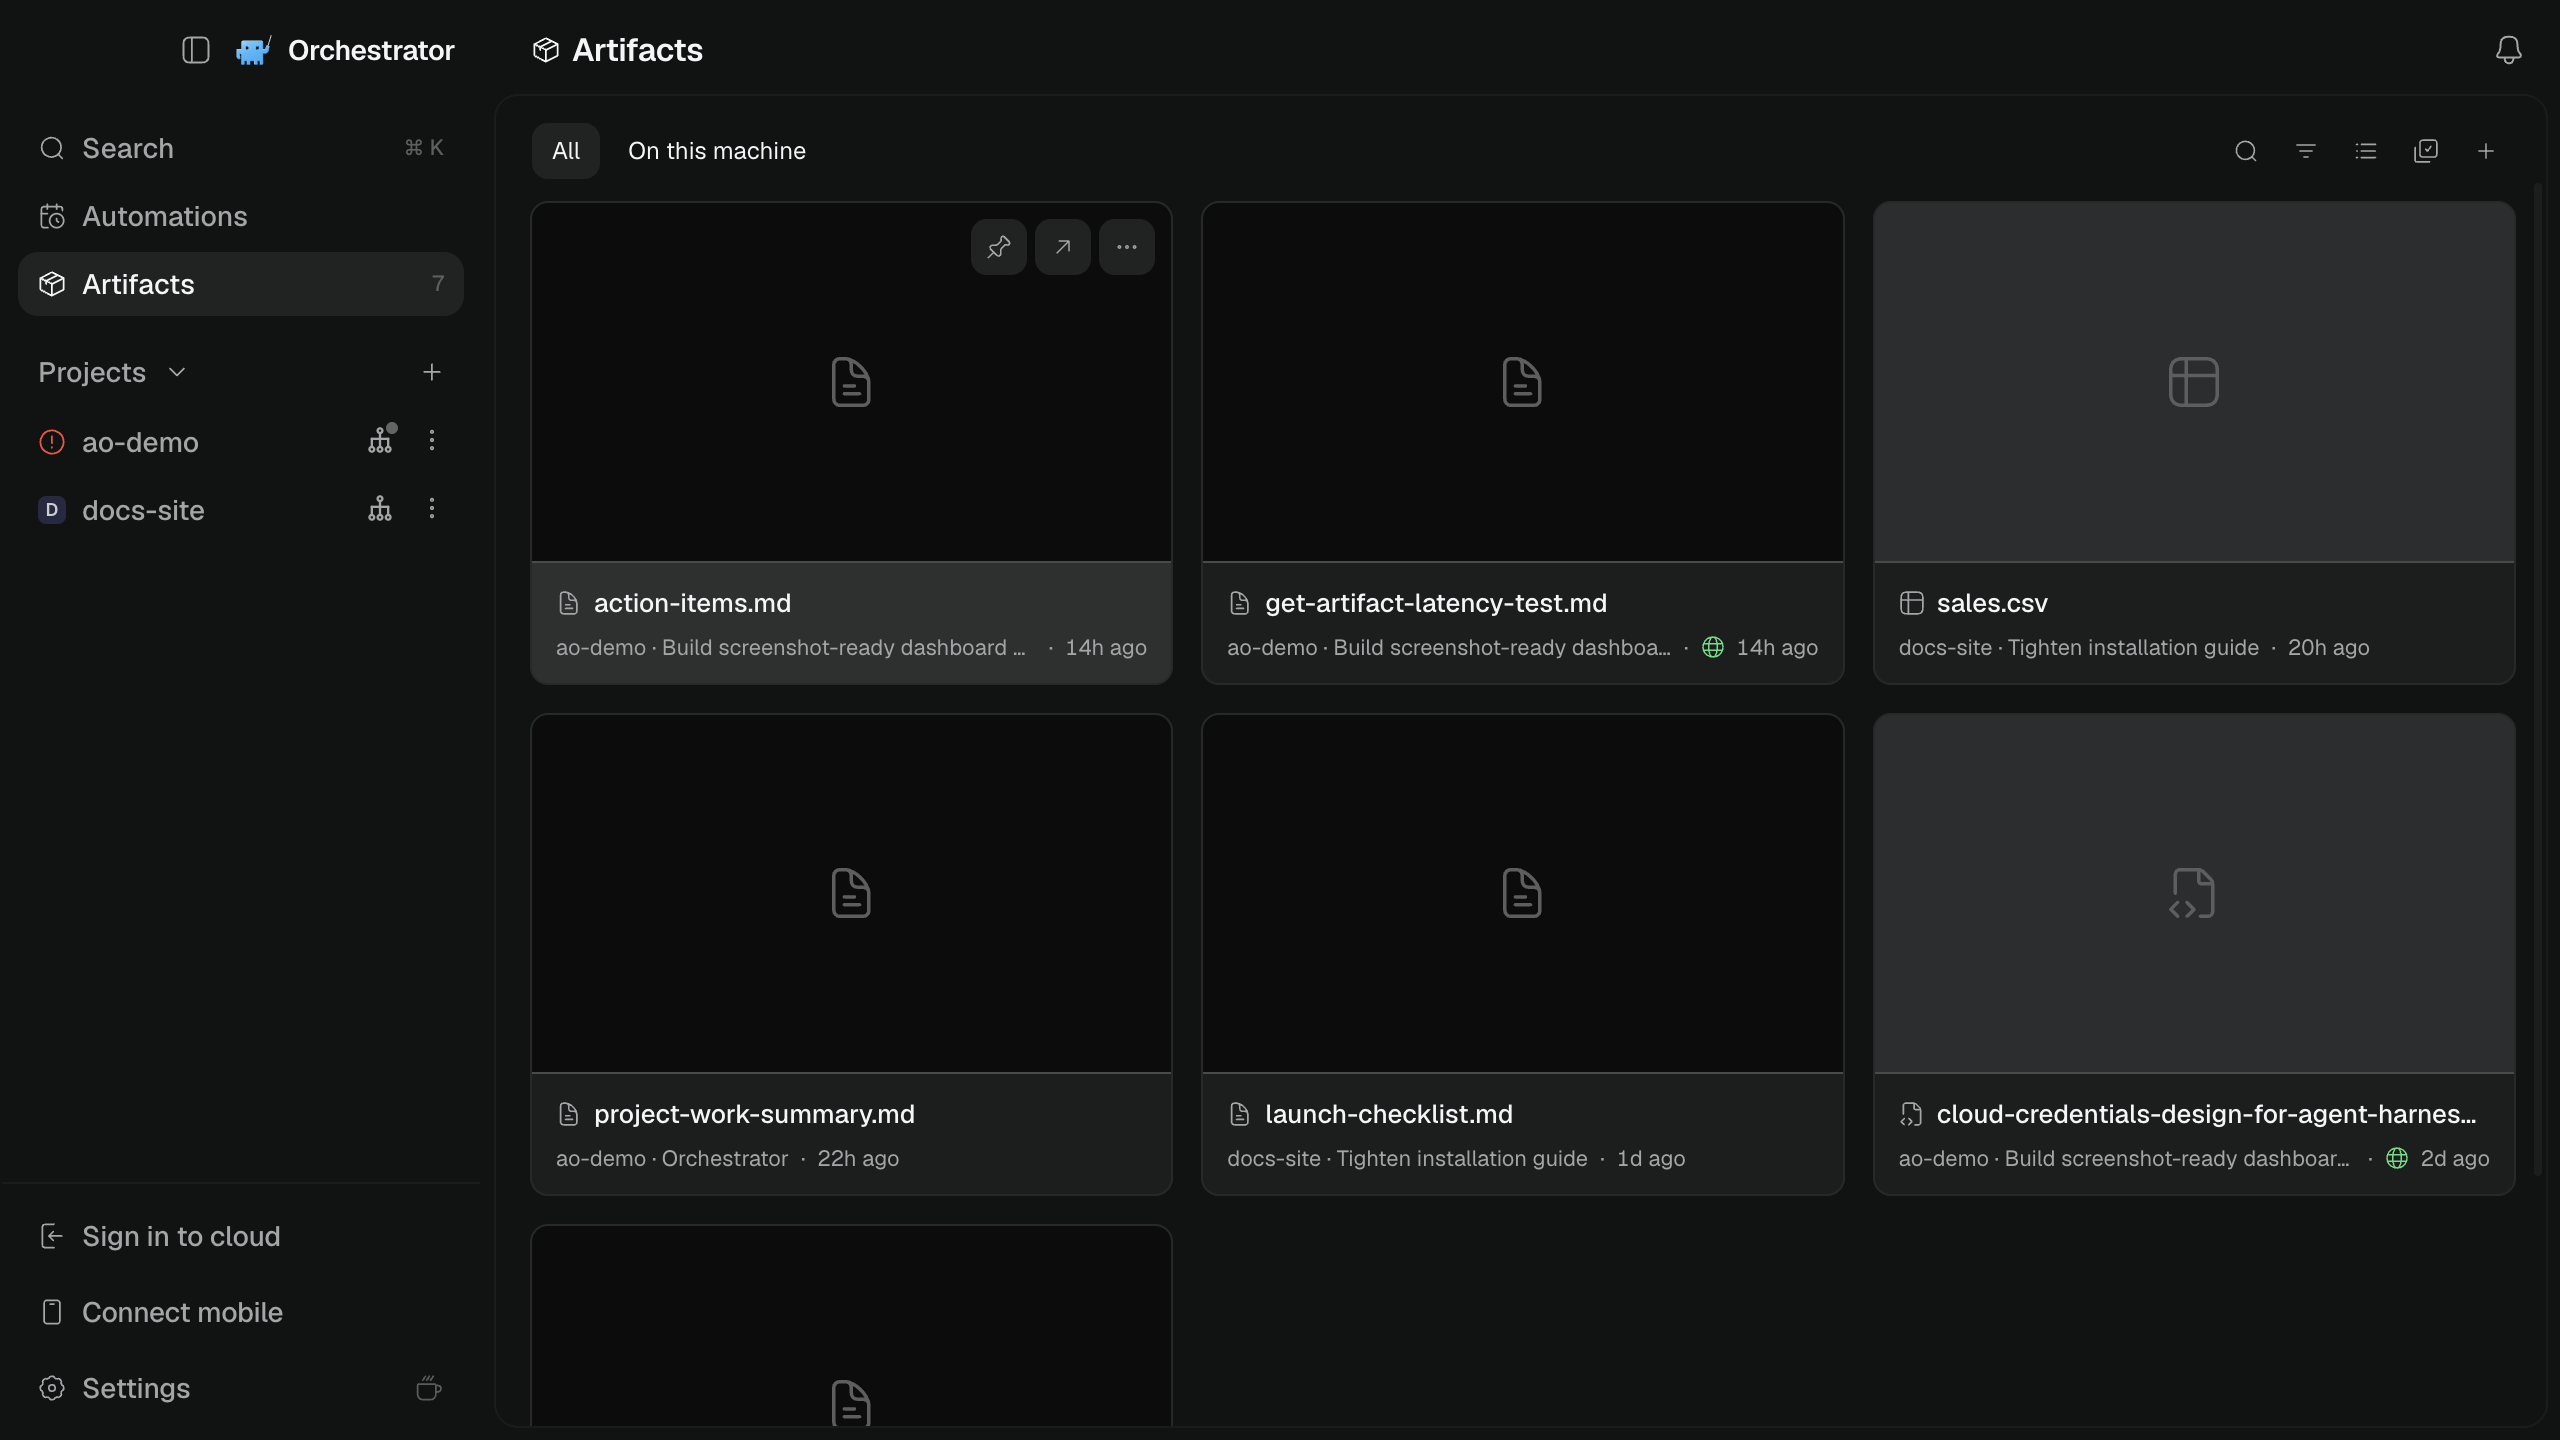 Orchestrator
Artifacts
Search ⌘ K
Automations
Artifacts 7
Projects
ao-demo
D docs-site
Sign in to cloud
Connect mobile
Settings
All
On this machine
action-items.md
ao-demo · Build screenshot-ready dashboard ... · 14h ago
get-artifact-latency-test.md
ao-demo · Build screenshot-ready dashboa... · 14h ago
sales.csv
docs-site · Tighten installation guide · 20h ago
project-work-summary.md
ao-demo · Orchestrator · 22h ago
launch-checklist.md
docs-site · Tighten installation guide · 1d ago
cloud-credentials-design-for-agent-harnes...
ao-demo · Build screenshot-ready dashboar... · 2d ago